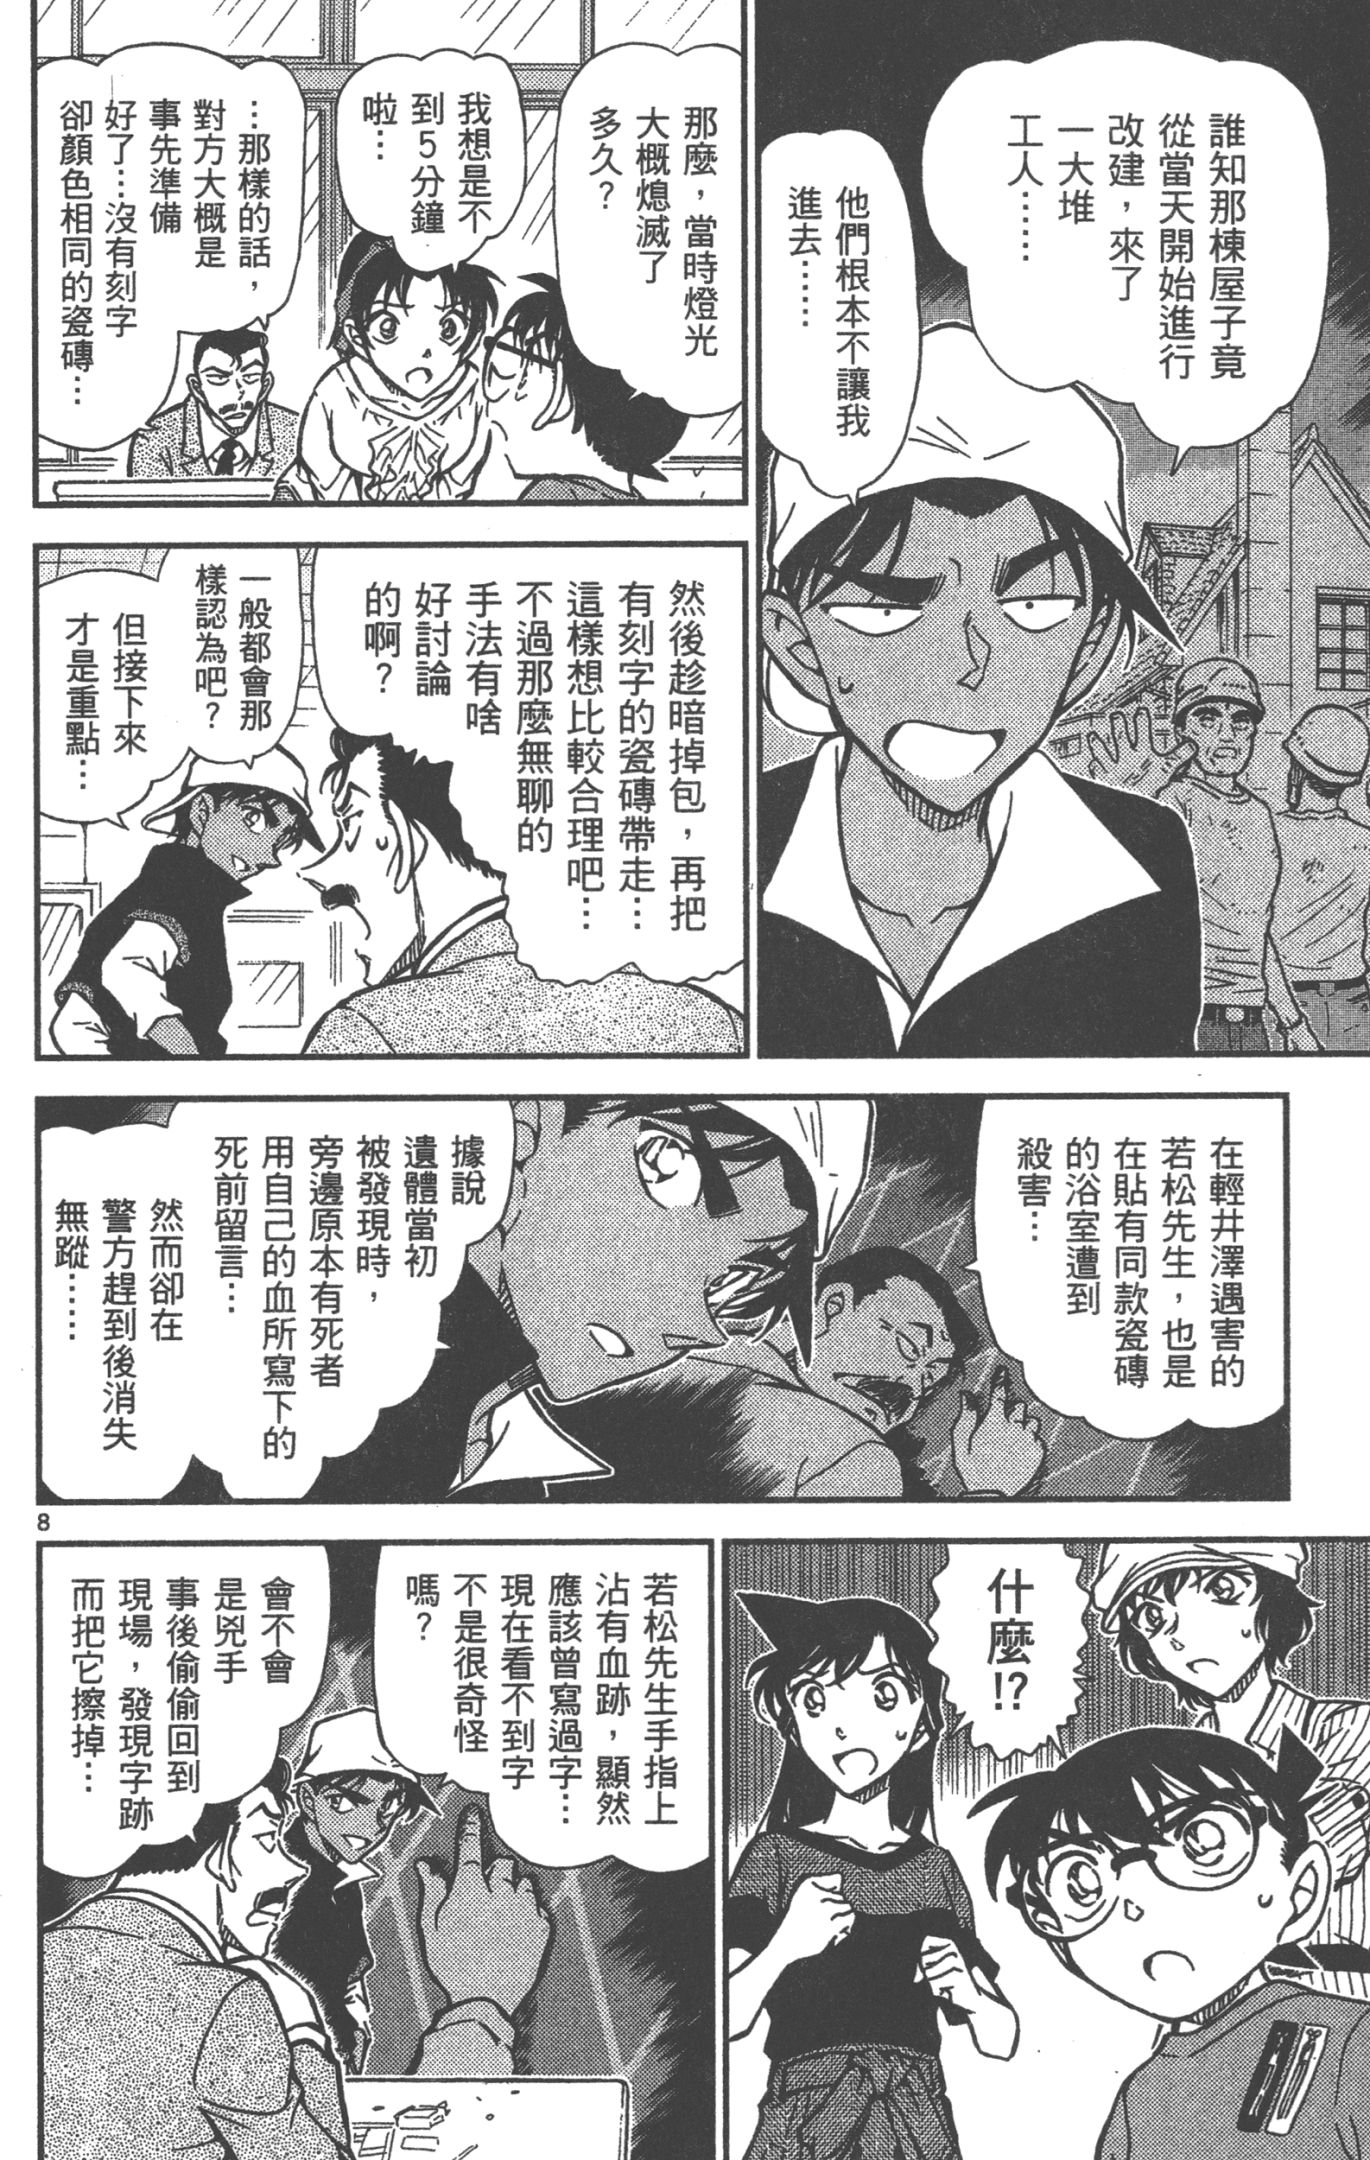 誰知那棟屋子竟
從當天開始進行
改建，來了
一大堆
工人……
他們根本不讓我
進去……
那麼，當時燈光
大概熄滅了
多久？
我想是不
到5分鐘
啦…
…那樣的話，
對方大概是
事先準備
好了…沒有刻字
卻顏色相同的瓷磚…
然後趁暗掉包，再把
有刻字的瓷磚帶走…
這樣想比較合理吧…
不過那麼無聊的
手法有啥
好討論
的啊？
一般都會那
樣認為吧？
但接下來
才是重點…
在輕井澤遇害的
若松先生，也是
在貼有同款瓷磚
的浴室遭到
殺害…
據說
遺體當初
被發現時，
旁邊原本有死者
用自己的血所寫下的
死前留言…
然而卻在
警方趕到後消失
無蹤……
什麼!?
若松先生手指上
沾有血跡，顯然
應該曾寫過字…
現在看不到字
不是很奇怪
嗎？
會不會
是兇手
事後偷偷回到
現場，發現字跡
而把它擦掉…
8